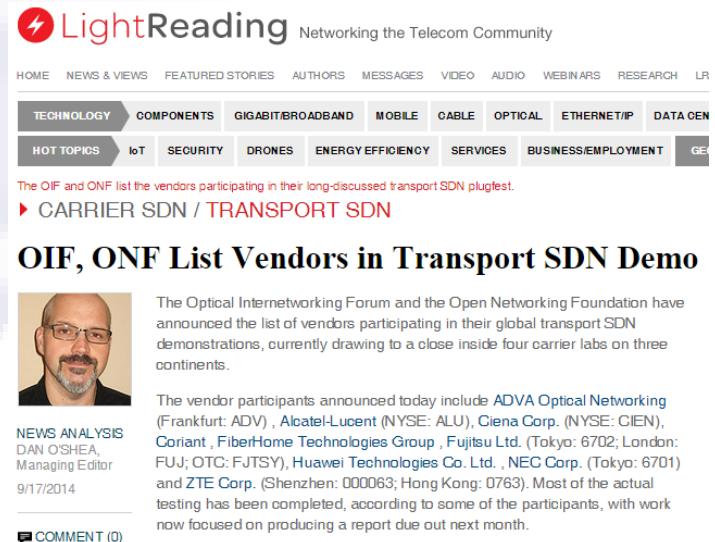 LightReading Networking the Telecom Community
HOME NEWS & VIEWS FEATURED STORIES AUTHORS MESSAGES VIDEO AUDIO WEBINARS RESEARCH LR
TECHNOLOGY COMPONENTS GIGABIT/BROADBAND MOBILE CABLE OPTICAL ETHERNET/IP DATA CEN
HOT TOPICS IoT SECURITY DRONES ENERGY EFFICIENCY SERVICES BUSINESS/EMPLOYMENT GEO
The OIF and ONF list the vendors participating in their long-discussed transport SDN plugfest.
CARRIER SDN / TRANSPORT SDN
OIF, ONF List Vendors in Transport SDN Demo
The Optical Internetworking Forum and the Open Networking Foundation have
announced the list of vendors participating in their global transport SDN
demonstrations, currently drawing to a close inside four carrier labs on three
continents.
The vendor participants announced today include ADVA Optical Networking
(Frankfurt: ADV) , Alcatel-Lucent (NYSE: ALU), Ciena Corp. (NYSE: CIEN),
Coriant , FiberHome Technologies Group , Fujitsu Ltd. (Tokyo: 6702; London:
FUJ; OTC: FJTSY), Huawei Technologies Co. Ltd. , NEC Corp. (Tokyo: 6701)
and ZTE Corp. (Shenzhen: 000063; Hong Kong: 0763). Most of the actual
testing has been completed, according to some of the participants, with work
now focused on producing a report due out next month.
NEWS ANALYSIS
DAN O'SHEA,
Managing Editor
9/17/2014
COMMENT (0)